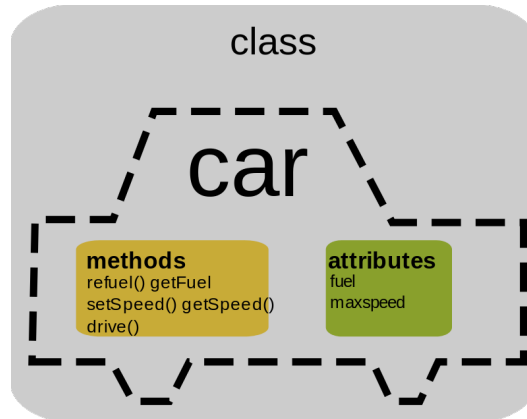 class
car
methods
refuel() getFuel
setSpeed() getSpeed()
drive()
attributes
fuel
maxspeed